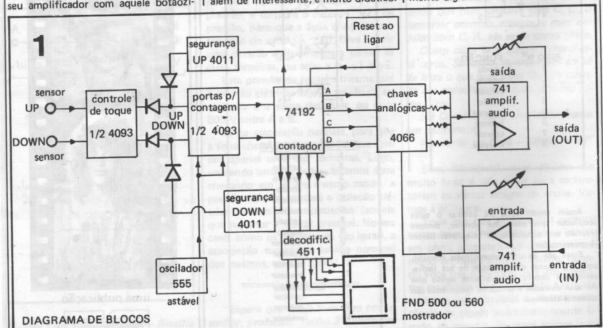 seu amplificador com aquele botãozi-
além de interessante, é muito didático,
1
Reset ao
ligar
segurança
UP 4011
sensor
UP
DOWN
sensor
controle
de toque
1/2 4093
UP
DOWN
portas p/
contagem
1/2 4093
74192
contador
A
B
C
D
chaves
analógicas
4066
saída
741
amplif.
audio
saída
(OUT)
segurança
DOWN
4011
entrada
741
amplif.
audio
entrada
(IN)
decodific.
4511
oscilador
555
astável
FND 500 ou 560
mostrador
DIAGRAMA DE BLOCOS